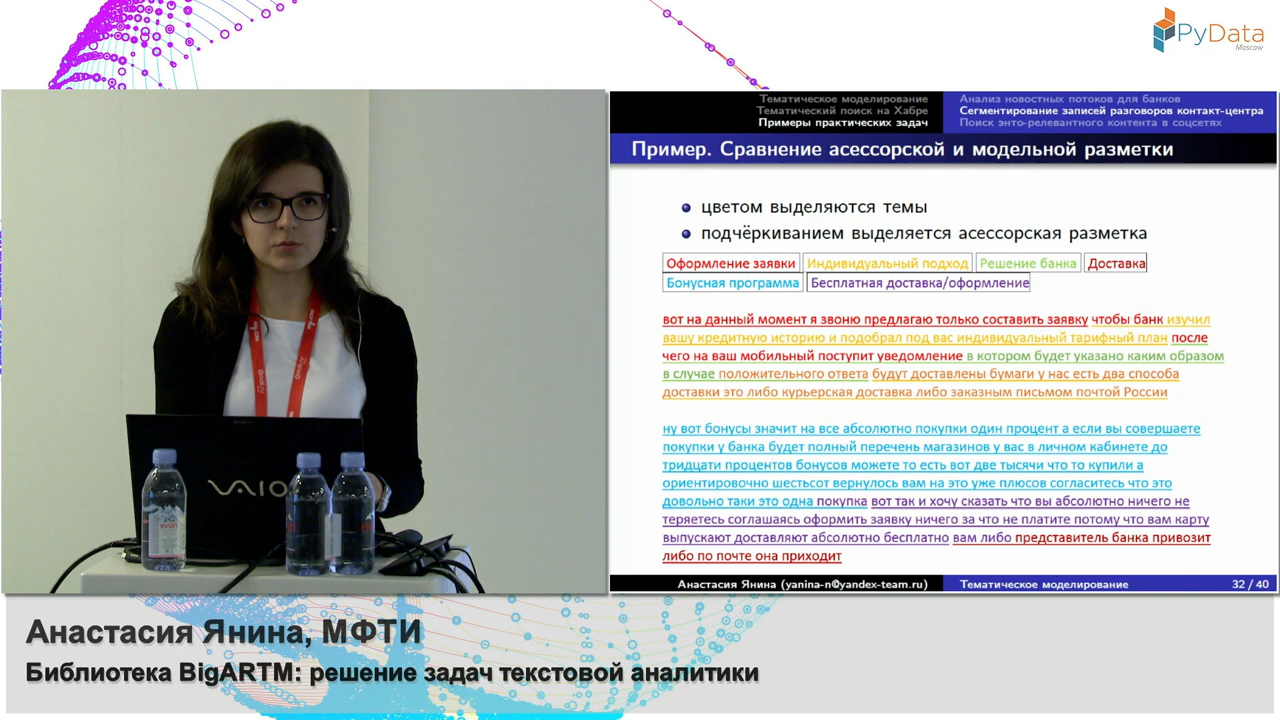 PyData
Moscow
Тематическое моделирование
Тематический поиск на Хабре
Примеры практических задач
Анализ новостных потоков для банков
Сегментирование записей разговоров контакт-центра
Поиск энто-релевантного контента в соцсетях
Пример. Сравнение асессорской и модельной разметки
цветом выделяются темы
подчёркиванием выделяется асессорская разметка
Оформление заявки Индивидуальный подход Решение банка Доставка
Бонусная программа Бесплатная доставка/оформление
вот на данный момент я звоню предлагаю только составить заявку чтобы банк изучил
вашу кредитную историю и подобрал под вас индивидуальный тарифный план после
чего на ваш мобильный поступит уведомление в котором будет указано каким образом
в случае положительного ответа будут доставлены бумаги у нас есть два способа
доставки это либо курьерская доставка либо заказным письмом почтой России
ну вот бонусы значит на все абсолютно покупки один процент а если вы совершаете
покупки у банка будет полный перечень магазинов у вас в личном кабинете до
тридцати процентов бонусов можете то есть вот две тысячи что то купили а
ориентировочно шестьсот вернулось вам на это уже плюсов согласитесь что это
довольно таки это одна покупка вот так и хочу сказать что вы абсолютно ничего не
теряетесь соглашаясь оформить заявку ничего за что не платите потому что вам карту
выпускают доставляют абсолютно бесплатно вам либо представитель банка привозит
либо по почте она приходит
Анастасия Янина (yanina-n@yandex-team.ru)
Тематическое моделирование
32 / 40
VAIO
evian
Анастасия Янина, МФТИ
Библиотека BigARTM: решение задач текстовой аналитики